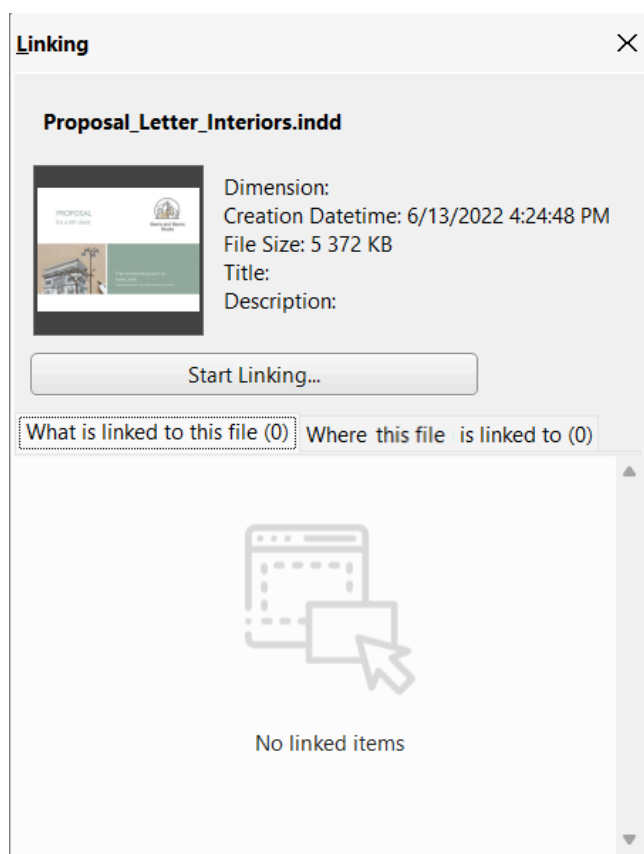 Linking
Proposal_Letter_Interiors.indd
PROPOSAL
Dimension:
Creation Datetime: 6/13/2022 4:24:48 PM
File Size: 5 372 KB
Title:
Description:
Start Linking...
What is linked to this file (0) Where this file is linked to (0)
No linked items